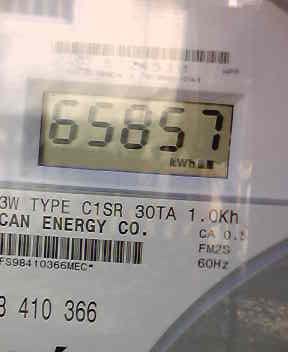 65857
kWh
3W TYPE C1SR 30TA 1.0Kh
CAN ENERGY CO.
CA 0.5
FM2S
60Hz
FS98410366MEC*
8 410 366